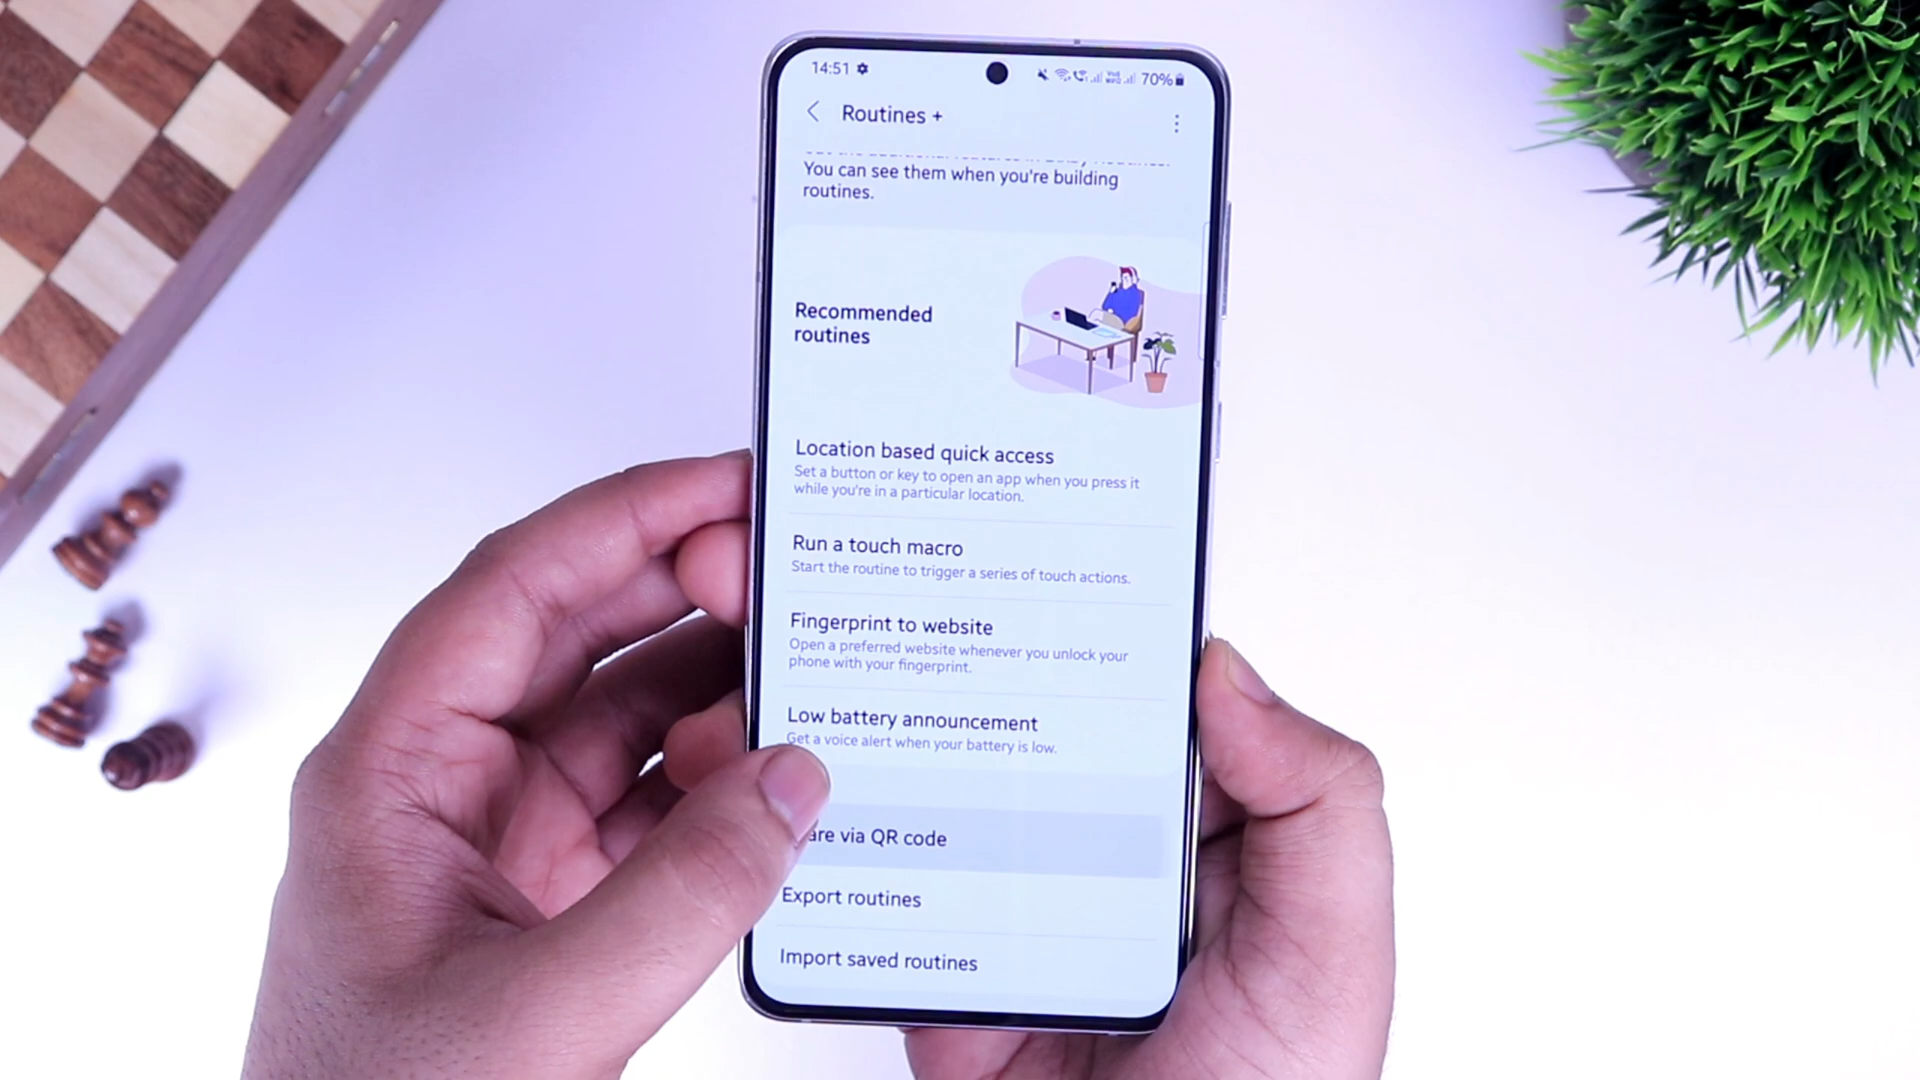 14:51
70%
Routines +
You can see them when you're building
routines.
Recommended
routines
Location based quick access
Set a button or key to open an app when you press it
while you're in a particular location.
Run a touch macro
Start the routine to trigger a series of touch actions.
Fingerprint to website
Open a preferred website whenever you unlock your
phone with your fingerprint.
Low battery announcement
Get a voice alert when your battery is low.
are via QR code
Export routines
Import saved routines